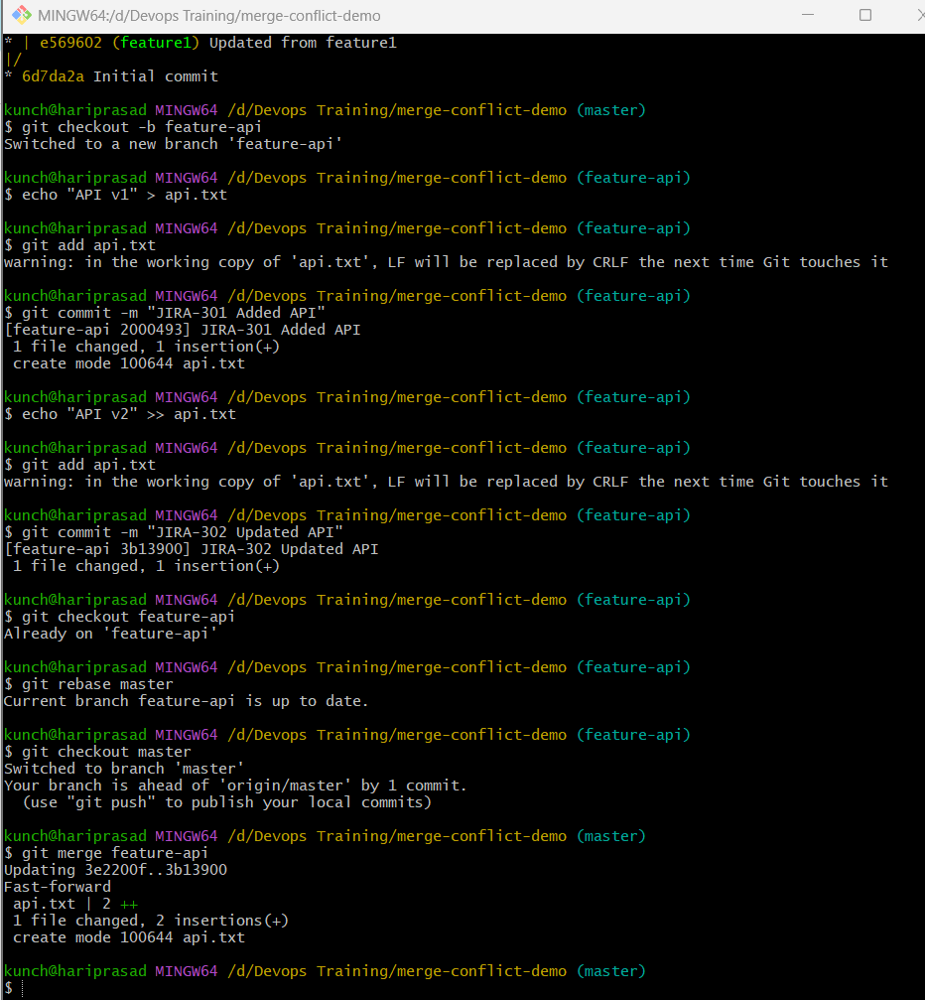 MINGW64:/d/Devops Training/merge-conflict-demo
* | e569602 (feature1) Updated from feature1
|/
* 6d7da2a Initial commit
kunch@hariprasad MINGW64 /d/Devops Training/merge-conflict-demo (master)
$ git checkout -b feature-api
Switched to a new branch 'feature-api'
kunch@hariprasad MINGW64 /d/Devops Training/merge-conflict-demo (feature-api)
$ echo "API v1" > api.txt
kunch@hariprasad MINGW64 /d/Devops Training/merge-conflict-demo (feature-api)
$ git add api.txt
warning: in the working copy of 'api.txt', LF will be replaced by CRLF the next time Git touches it
kunch@hariprasad MINGW64 /d/Devops Training/merge-conflict-demo (feature-api)
$ git commit -m "JIRA-301 Added API"
[feature-api 2000493] JIRA-301 Added API
 1 file changed, 1 insertion(+)
 create mode 100644 api.txt
kunch@hariprasad MINGW64 /d/Devops Training/merge-conflict-demo (feature-api)
$ echo "API v2" >> api.txt
kunch@hariprasad MINGW64 /d/Devops Training/merge-conflict-demo (feature-api)
$ git add api.txt
warning: in the working copy of 'api.txt', LF will be replaced by CRLF the next time Git touches it
kunch@hariprasad MINGW64 /d/Devops Training/merge-conflict-demo (feature-api)
$ git commit -m "JIRA-302 Updated API"
[feature-api 3b13900] JIRA-302 Updated API
 1 file changed, 1 insertion(+)
kunch@hariprasad MINGW64 /d/Devops Training/merge-conflict-demo (feature-api)
$ git checkout feature-api
Already on 'feature-api'
kunch@hariprasad MINGW64 /d/Devops Training/merge-conflict-demo (feature-api)
$ git rebase master
Current branch feature-api is up to date.
kunch@hariprasad MINGW64 /d/Devops Training/merge-conflict-demo (feature-api)
$ git checkout master
Switched to branch 'master'
Your branch is ahead of 'origin/master' by 1 commit.
  (use "git push" to publish your local commits)
kunch@hariprasad MINGW64 /d/Devops Training/merge-conflict-demo (master)
$ git merge feature-api
Updating 3e2200f..3b13900
Fast-forward
 api.txt | 2 ++
 1 file changed, 2 insertions(+)
 create mode 100644 api.txt
kunch@hariprasad MINGW64 /d/Devops Training/merge-conflict-demo (master)
$